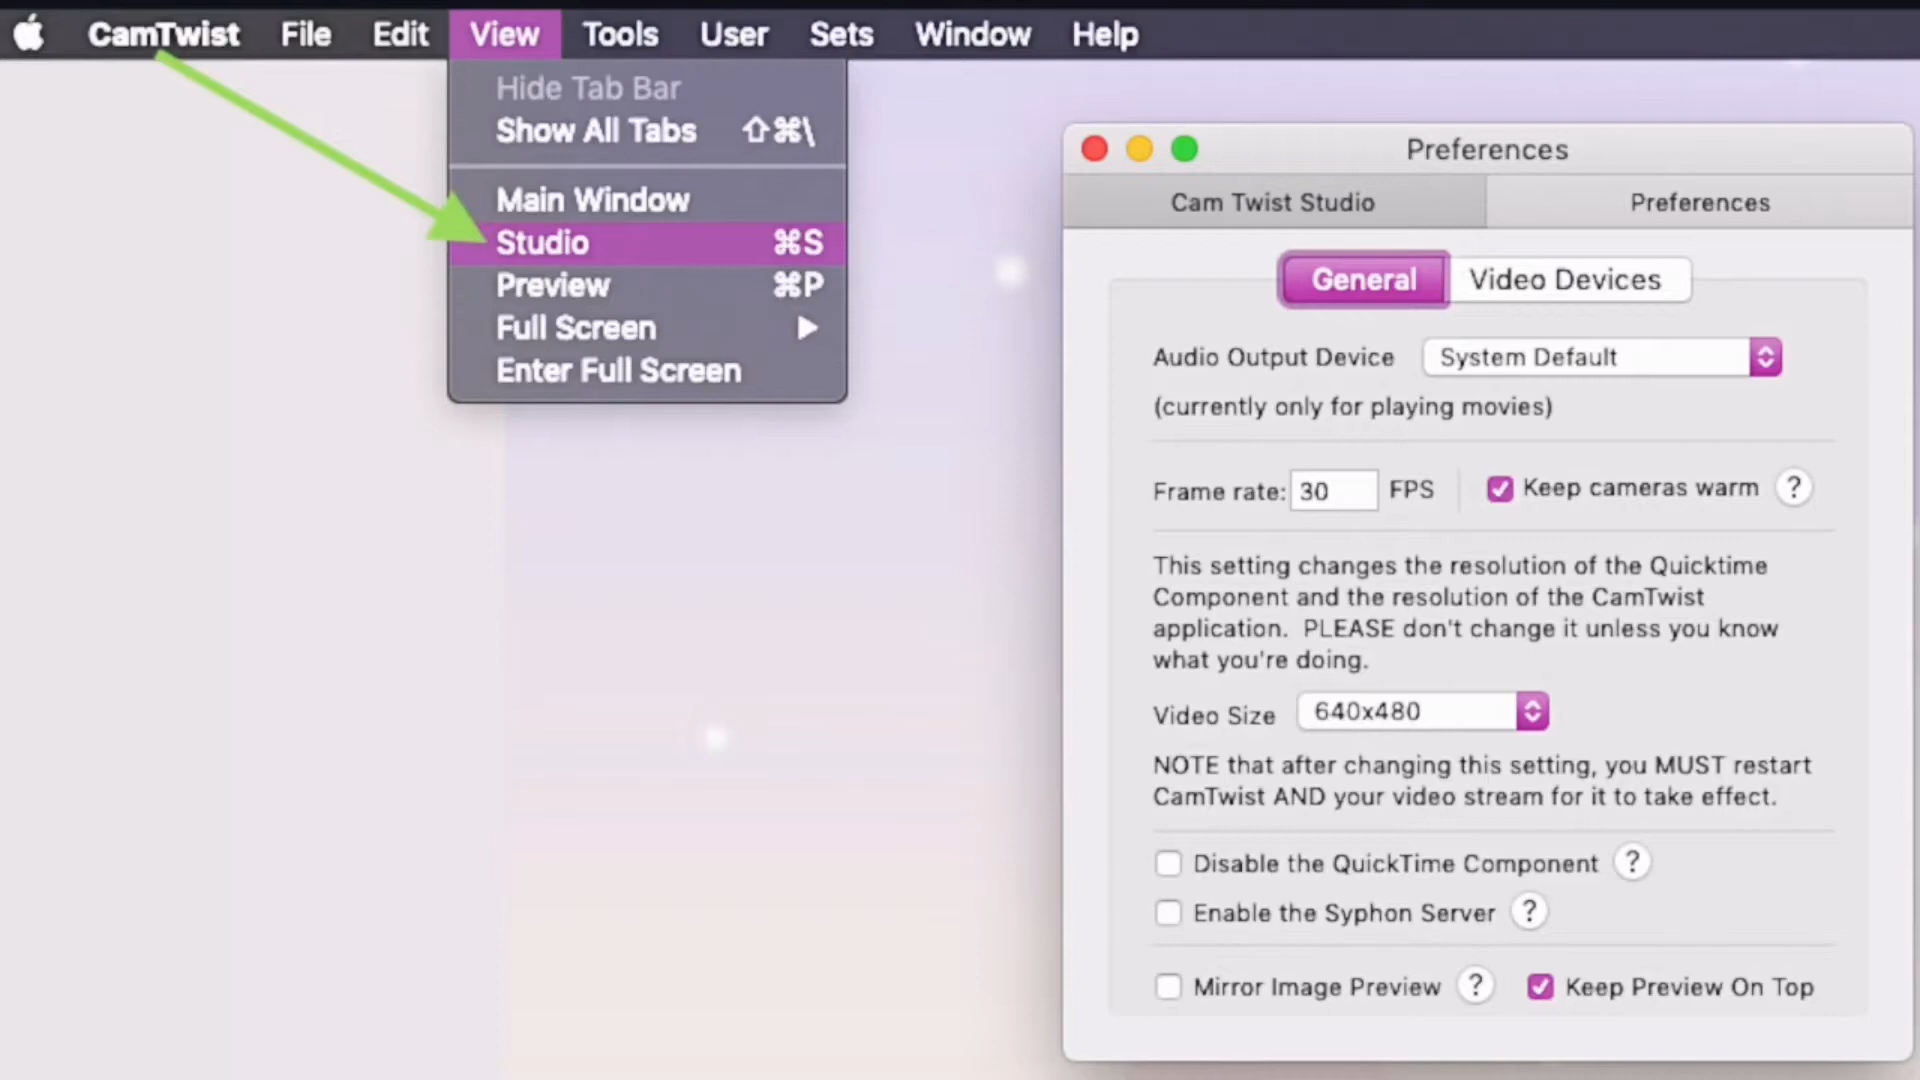 CamTwist File Edit View Tools User Sets Window Help
Hide Tab Bar
Show All Tabs ⇧⌘\
Main Window
Studio ⌘S
Preview ⌘P
Full Screen ▶
Enter Full Screen
Preferences
Cam Twist Studio Preferences
General Video Devices
Audio Output Device System Default
(currently only for playing movies)
Frame rate: 30 FPS Keep cameras warm ?
This setting changes the resolution of the Quicktime
Component and the resolution of the CamTwist
application. PLEASE don't change it unless you know
what you're doing.
Video Size 640x480
NOTE that after changing this setting, you MUST restart
CamTwist AND your video stream for it to take effect.
Disable the QuickTime Component ?
Enable the Syphon Server ?
Mirror Image Preview ? Keep Preview On Top